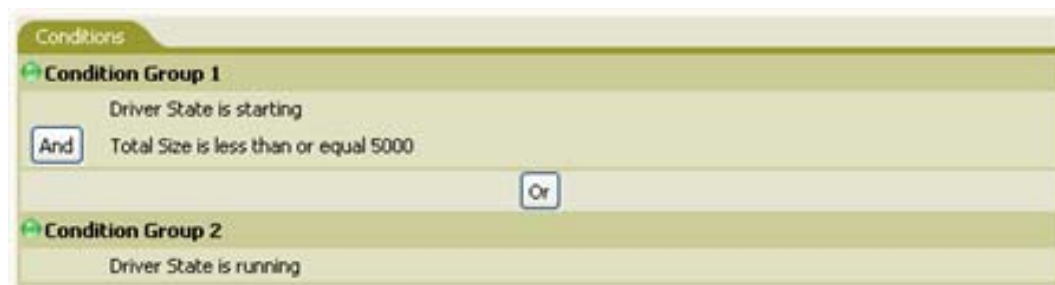 Conditions
Condition Group 1
Driver State is starting
And Total Size is less than or equal 5000
Or
Condition Group 2
Driver State is running